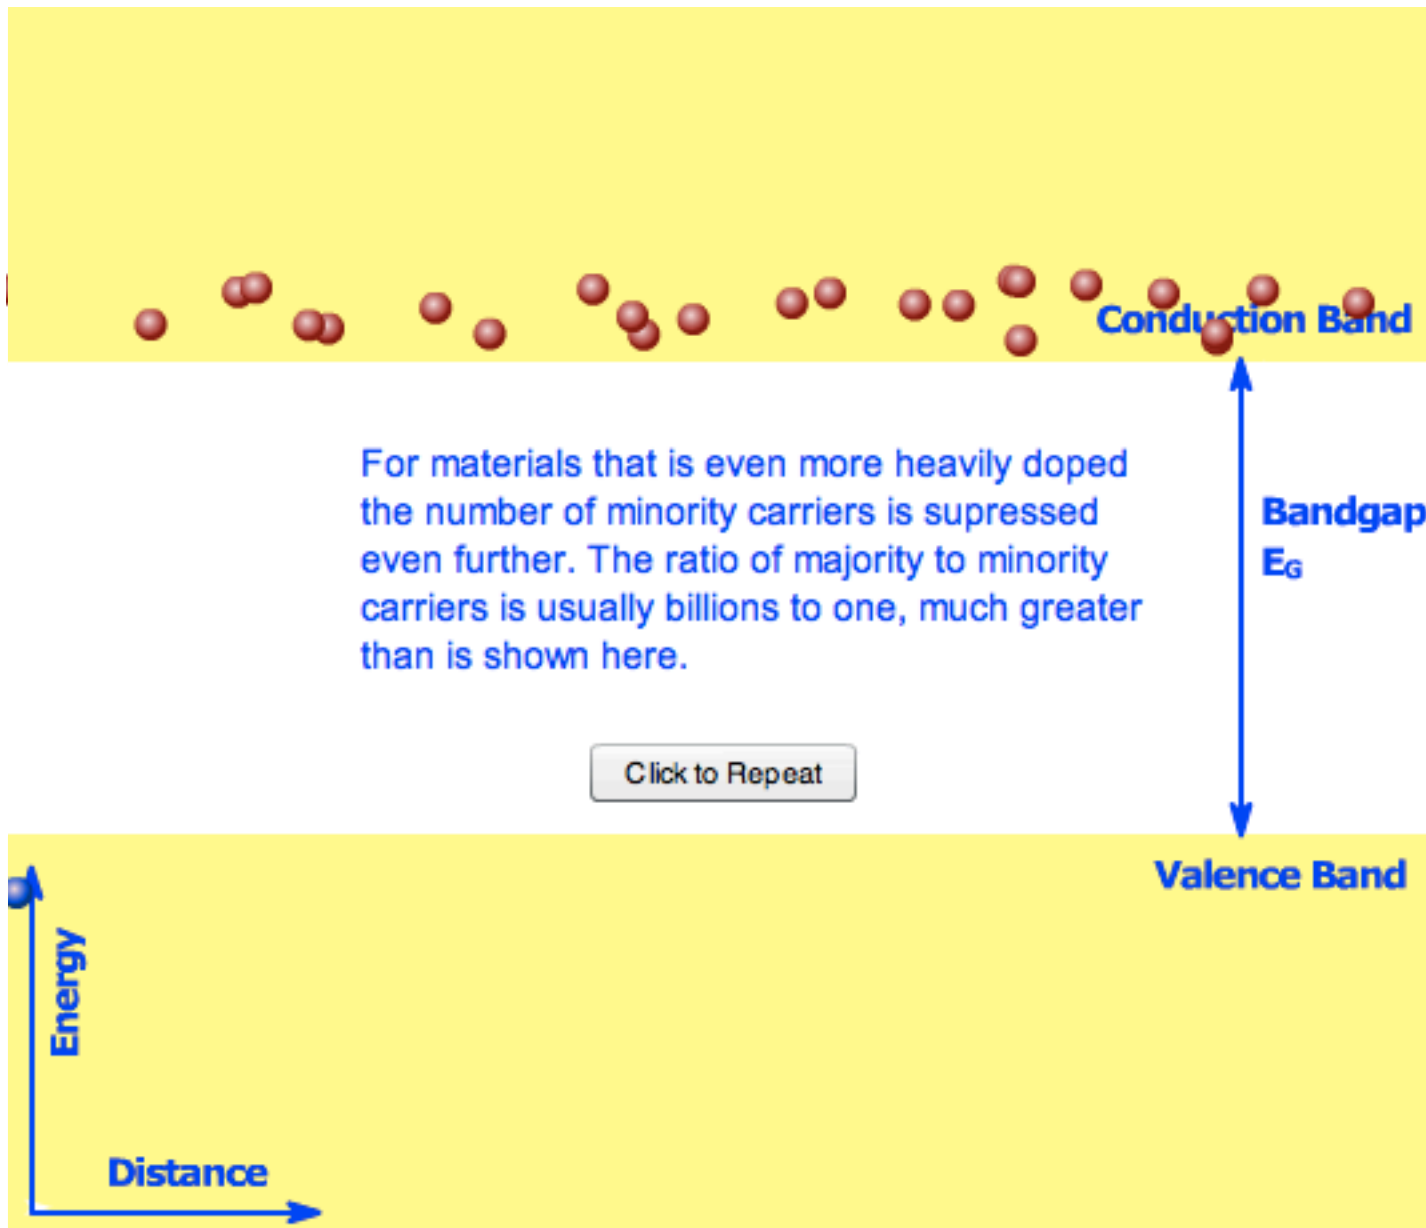 Conduction Band
For materials that is even more heavily doped
the number of minority carriers is supressed
even further. The ratio of majority to minority
carriers is usually billions to one, much greater
than is shown here.
Bandgap
EG
Click to Repeat
Valence Band
Energy
Distance